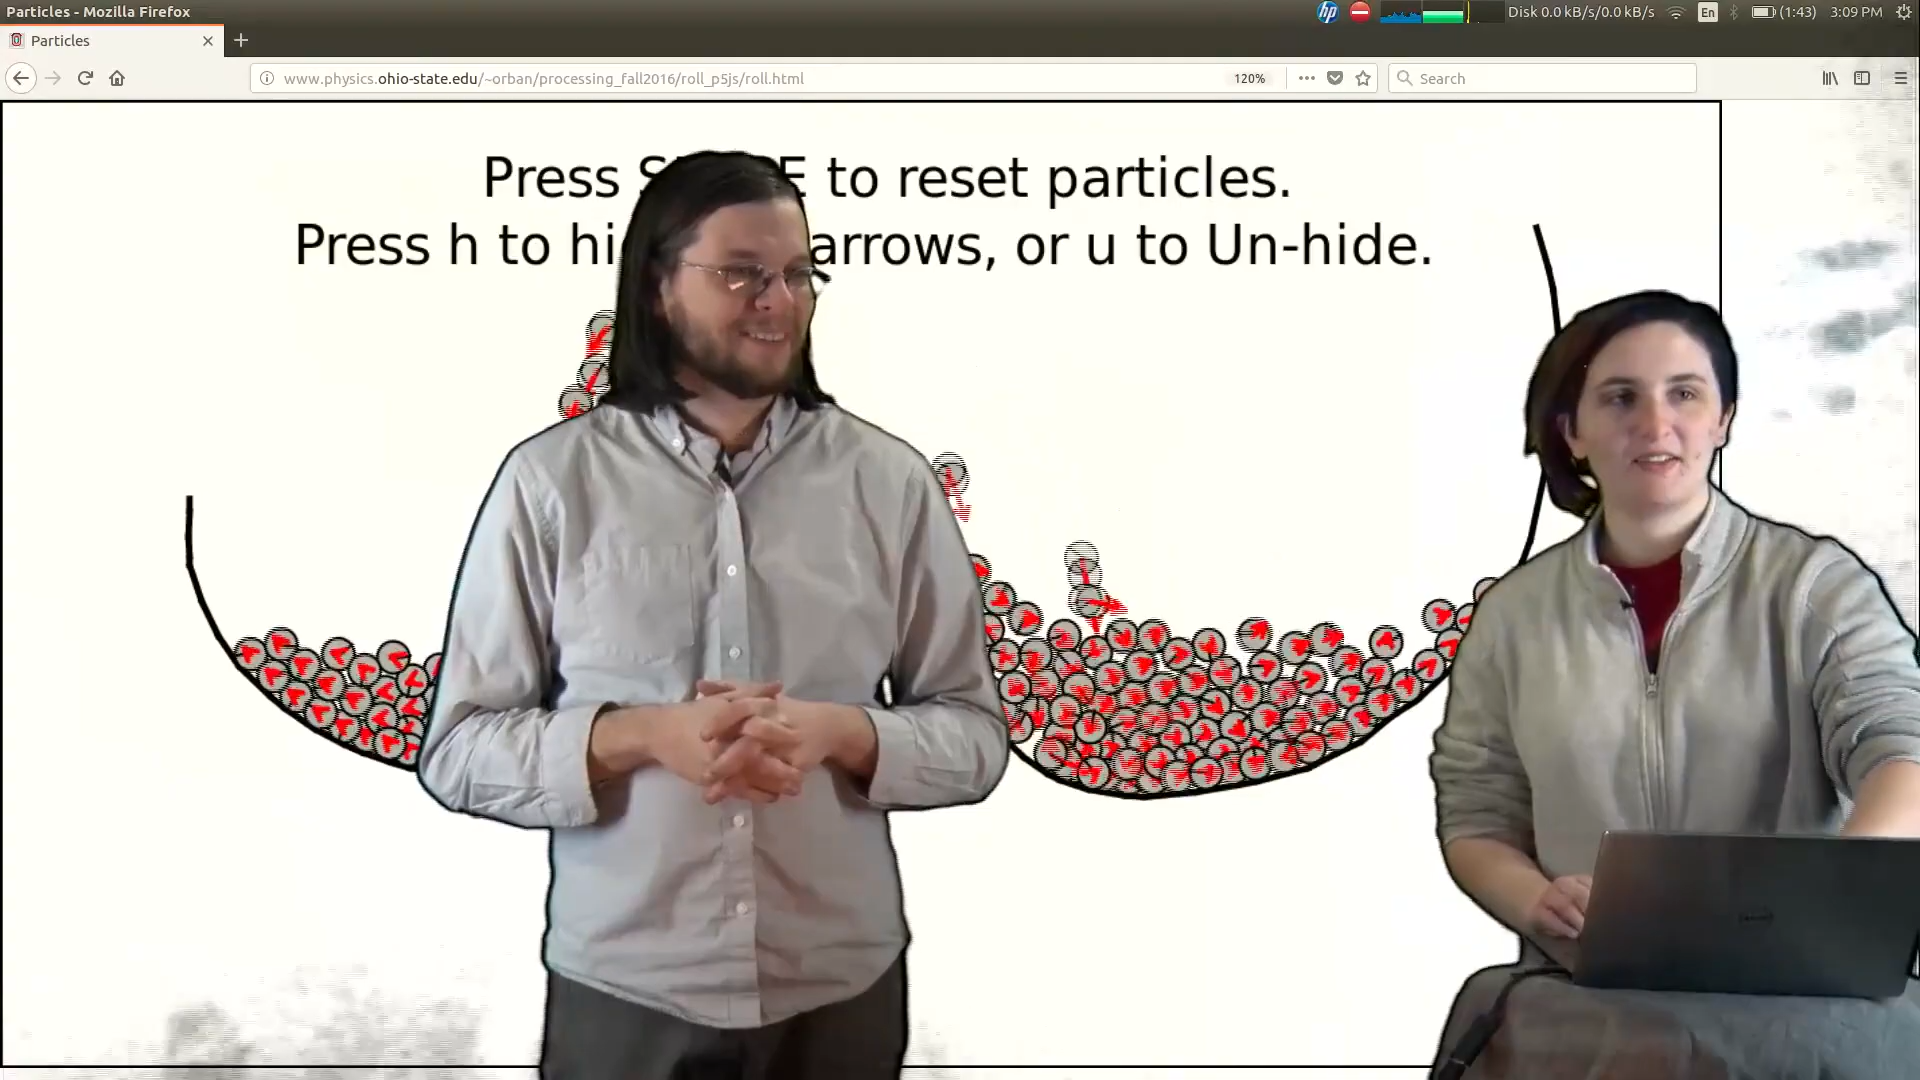 Particles - Mozilla Firefox
hp
Disk 0.0 kB/s/0.0 kB/s
En
(1:43)
3:09 PM
Particles
www.physics.ohio-state.edu/~orban/processing_fall2016/roll_p5js/roll.html
120%
Search
Press to reset particles.
Press h to arrows, or u to Un-hide.